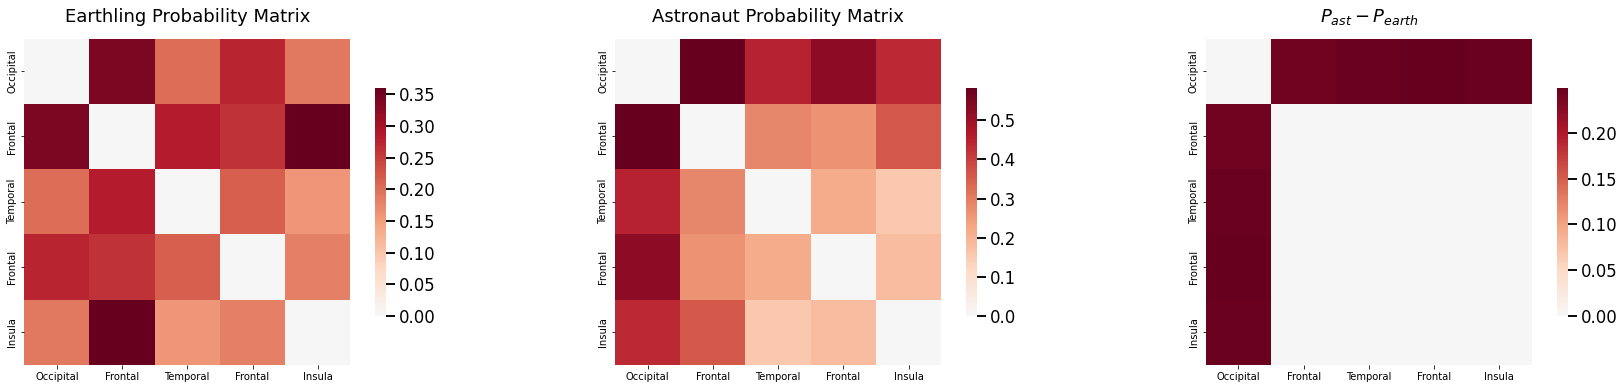 Earthling Probability Matrix
Occipital
Frontal
Temporal
Frontal
Insula
Occipital Frontal Temporal Frontal Insula
0.35
0.30
0.25
0.20
0.15
0.10
0.05
0.00
Astronaut Probability Matrix
Occipital
Frontal
Temporal
Frontal
Insula
Occipital Frontal Temporal Frontal Insula
0.5
0.4
0.3
0.2
0.1
0.0
P_ast − P_earth
Occipital
Frontal
Temporal
Frontal
Insula
Occipital Frontal Temporal Frontal Insula
0.20
0.15
0.10
0.05
0.00